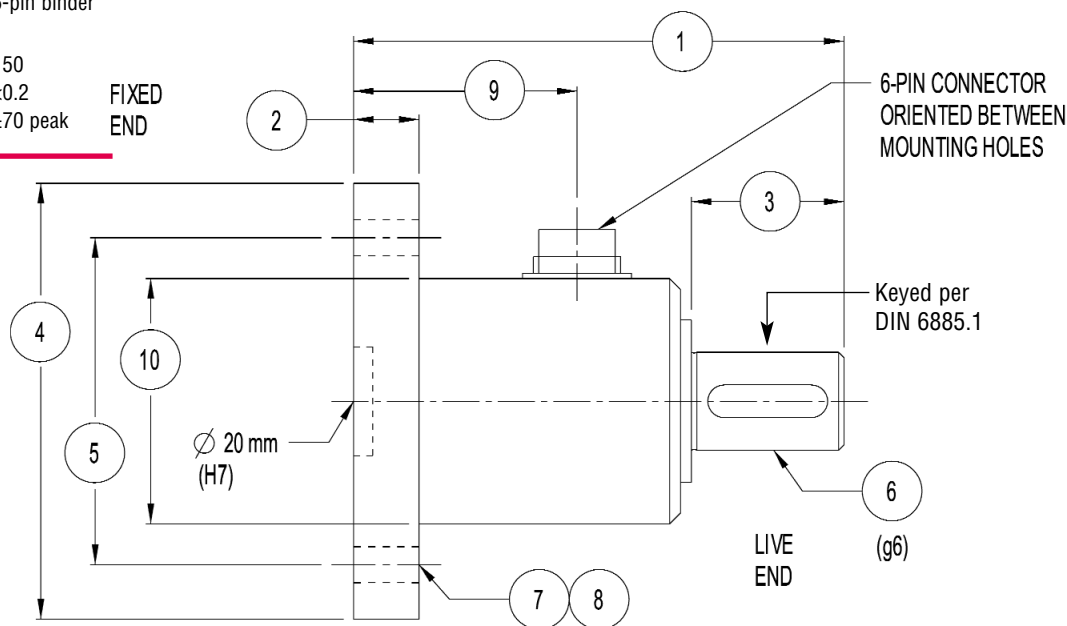 -pin binder
50
±0.2
±70 peak
FIXED
END
1
9
2
6-PIN CONNECTOR
ORIENTED BETWEEN
MOUNTING HOLES
3
Keyed per
DIN 6885.1
4
10
5
Ø 20 mm
(H7)
6
(g6)
LIVE
END
7
8